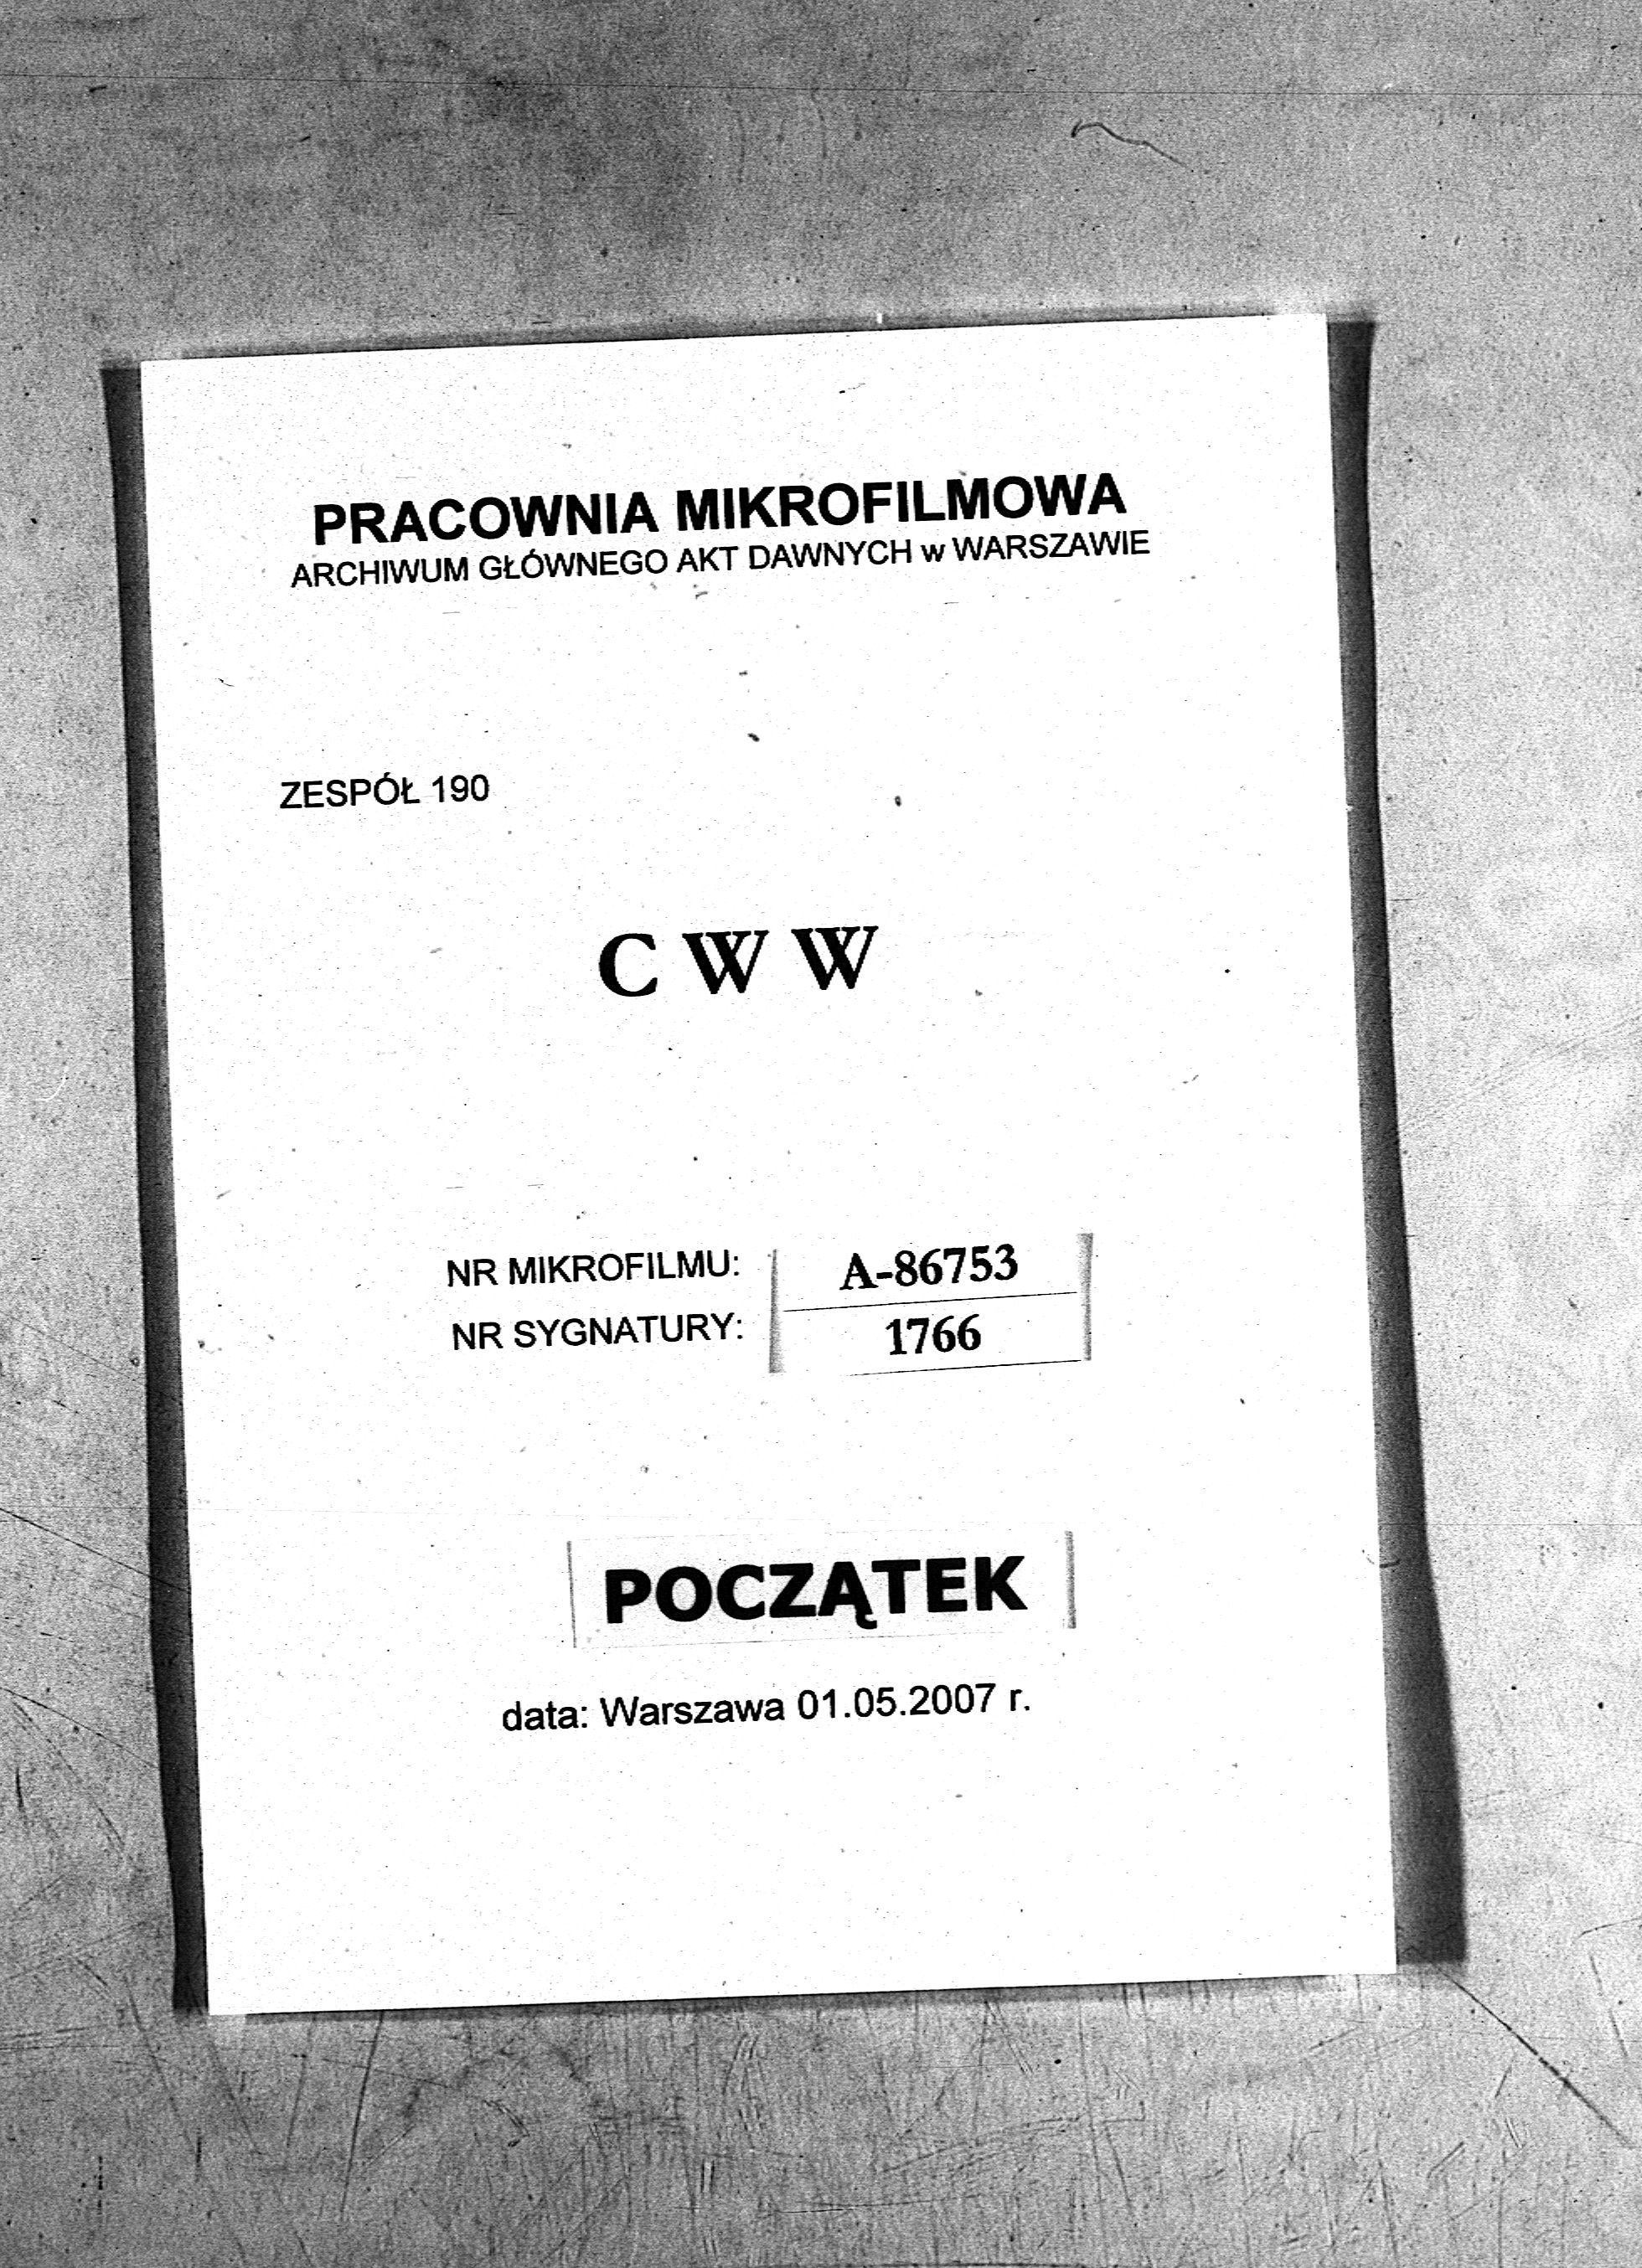 PRACOWNIA MIKROFILMOWA
ARCHIWUM GŁÓWNEGO AKT DAWNYCH w WARSZAWIE
ZESPÓŁ 190
C W W
NR MIKROFILMU: A-86753
NR SYGNATURY: 1766
POCZĄTEK
data: Warszawa 01.05.2007 r.